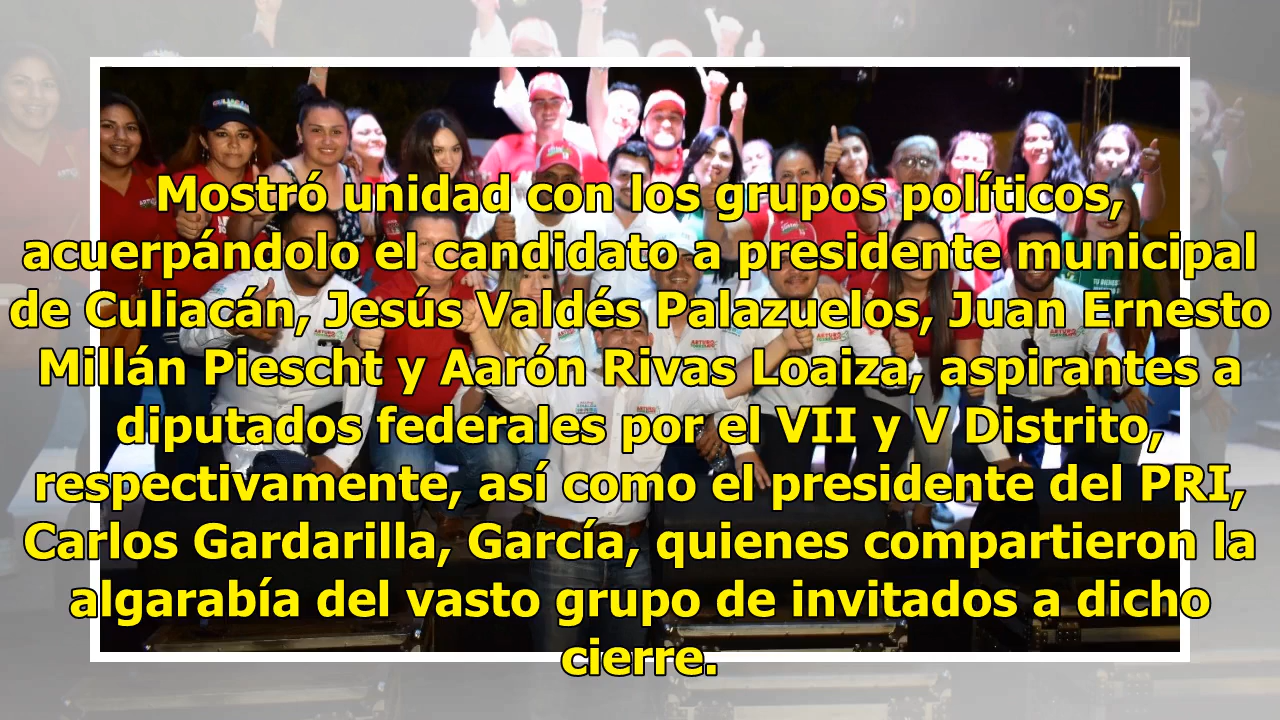 Mostró unidad con los grupos políticos,
acuerpándolo el candidato a presidente municipal
de Culiacán, Jesús Valdés Palazuelos, Juan Ernesto
Millán Piescht y Aarón Rivas Loaiza, aspirantes a
diputados federales por el VII y V Distrito,
respectivamente, así como el presidente del PRI,
Carlos Gardarilla, García, quienes compartieron la
algarabía del vasto grupo de invitados a dicho
cierre.